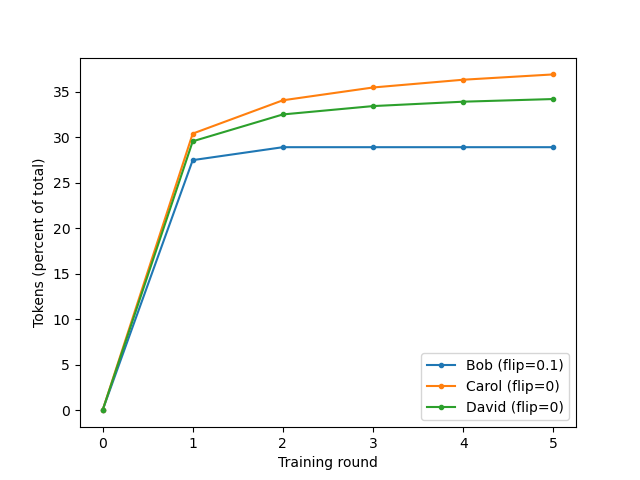 Tokens (percent of total)
35
30
25
20
15
10
5
0
0 1 2 3 4 5
Training round
Bob (flip=0.1)
Carol (flip=0)
David (flip=0)